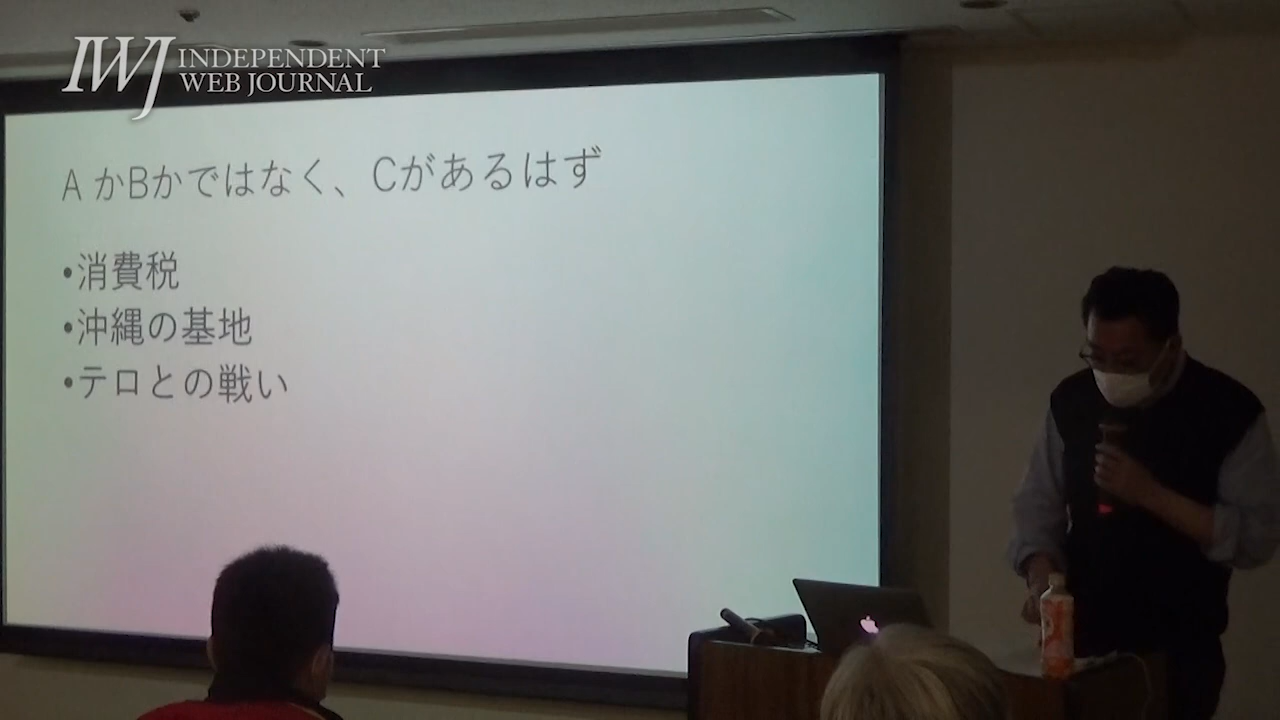 IWJ INDEPENDENT
WEB JOURNAL
A かBかではなく、Cがあるはず
•消費税
•沖縄の基地
•テロとの戦い